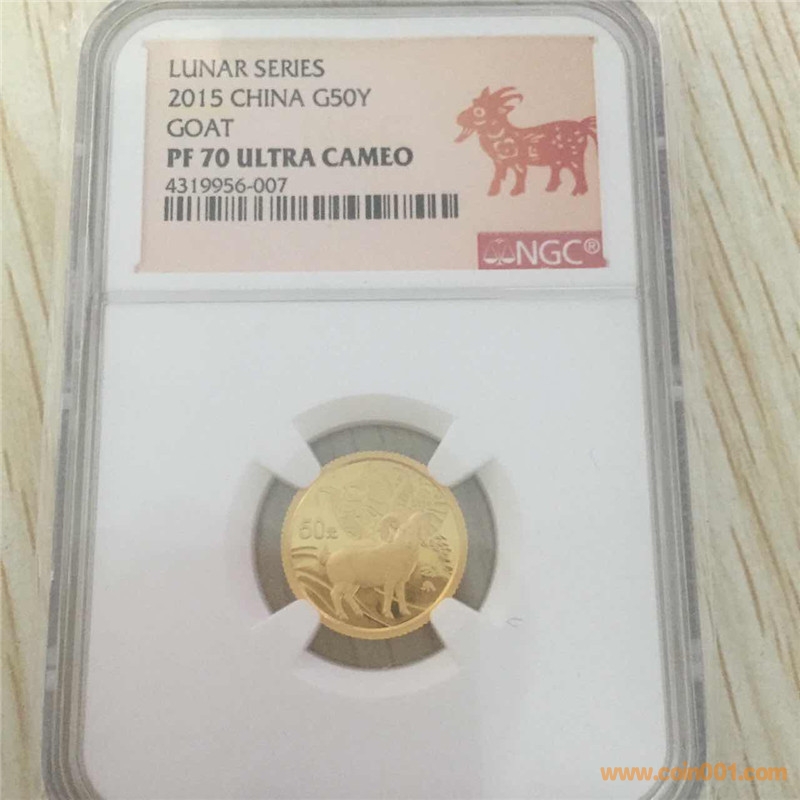 LUNAR SERIES
2015 CHINA G50Y
GOAT
PF 70 ULTRA CAMEO
4319956-007
NGC®
50元
www.coin001.com